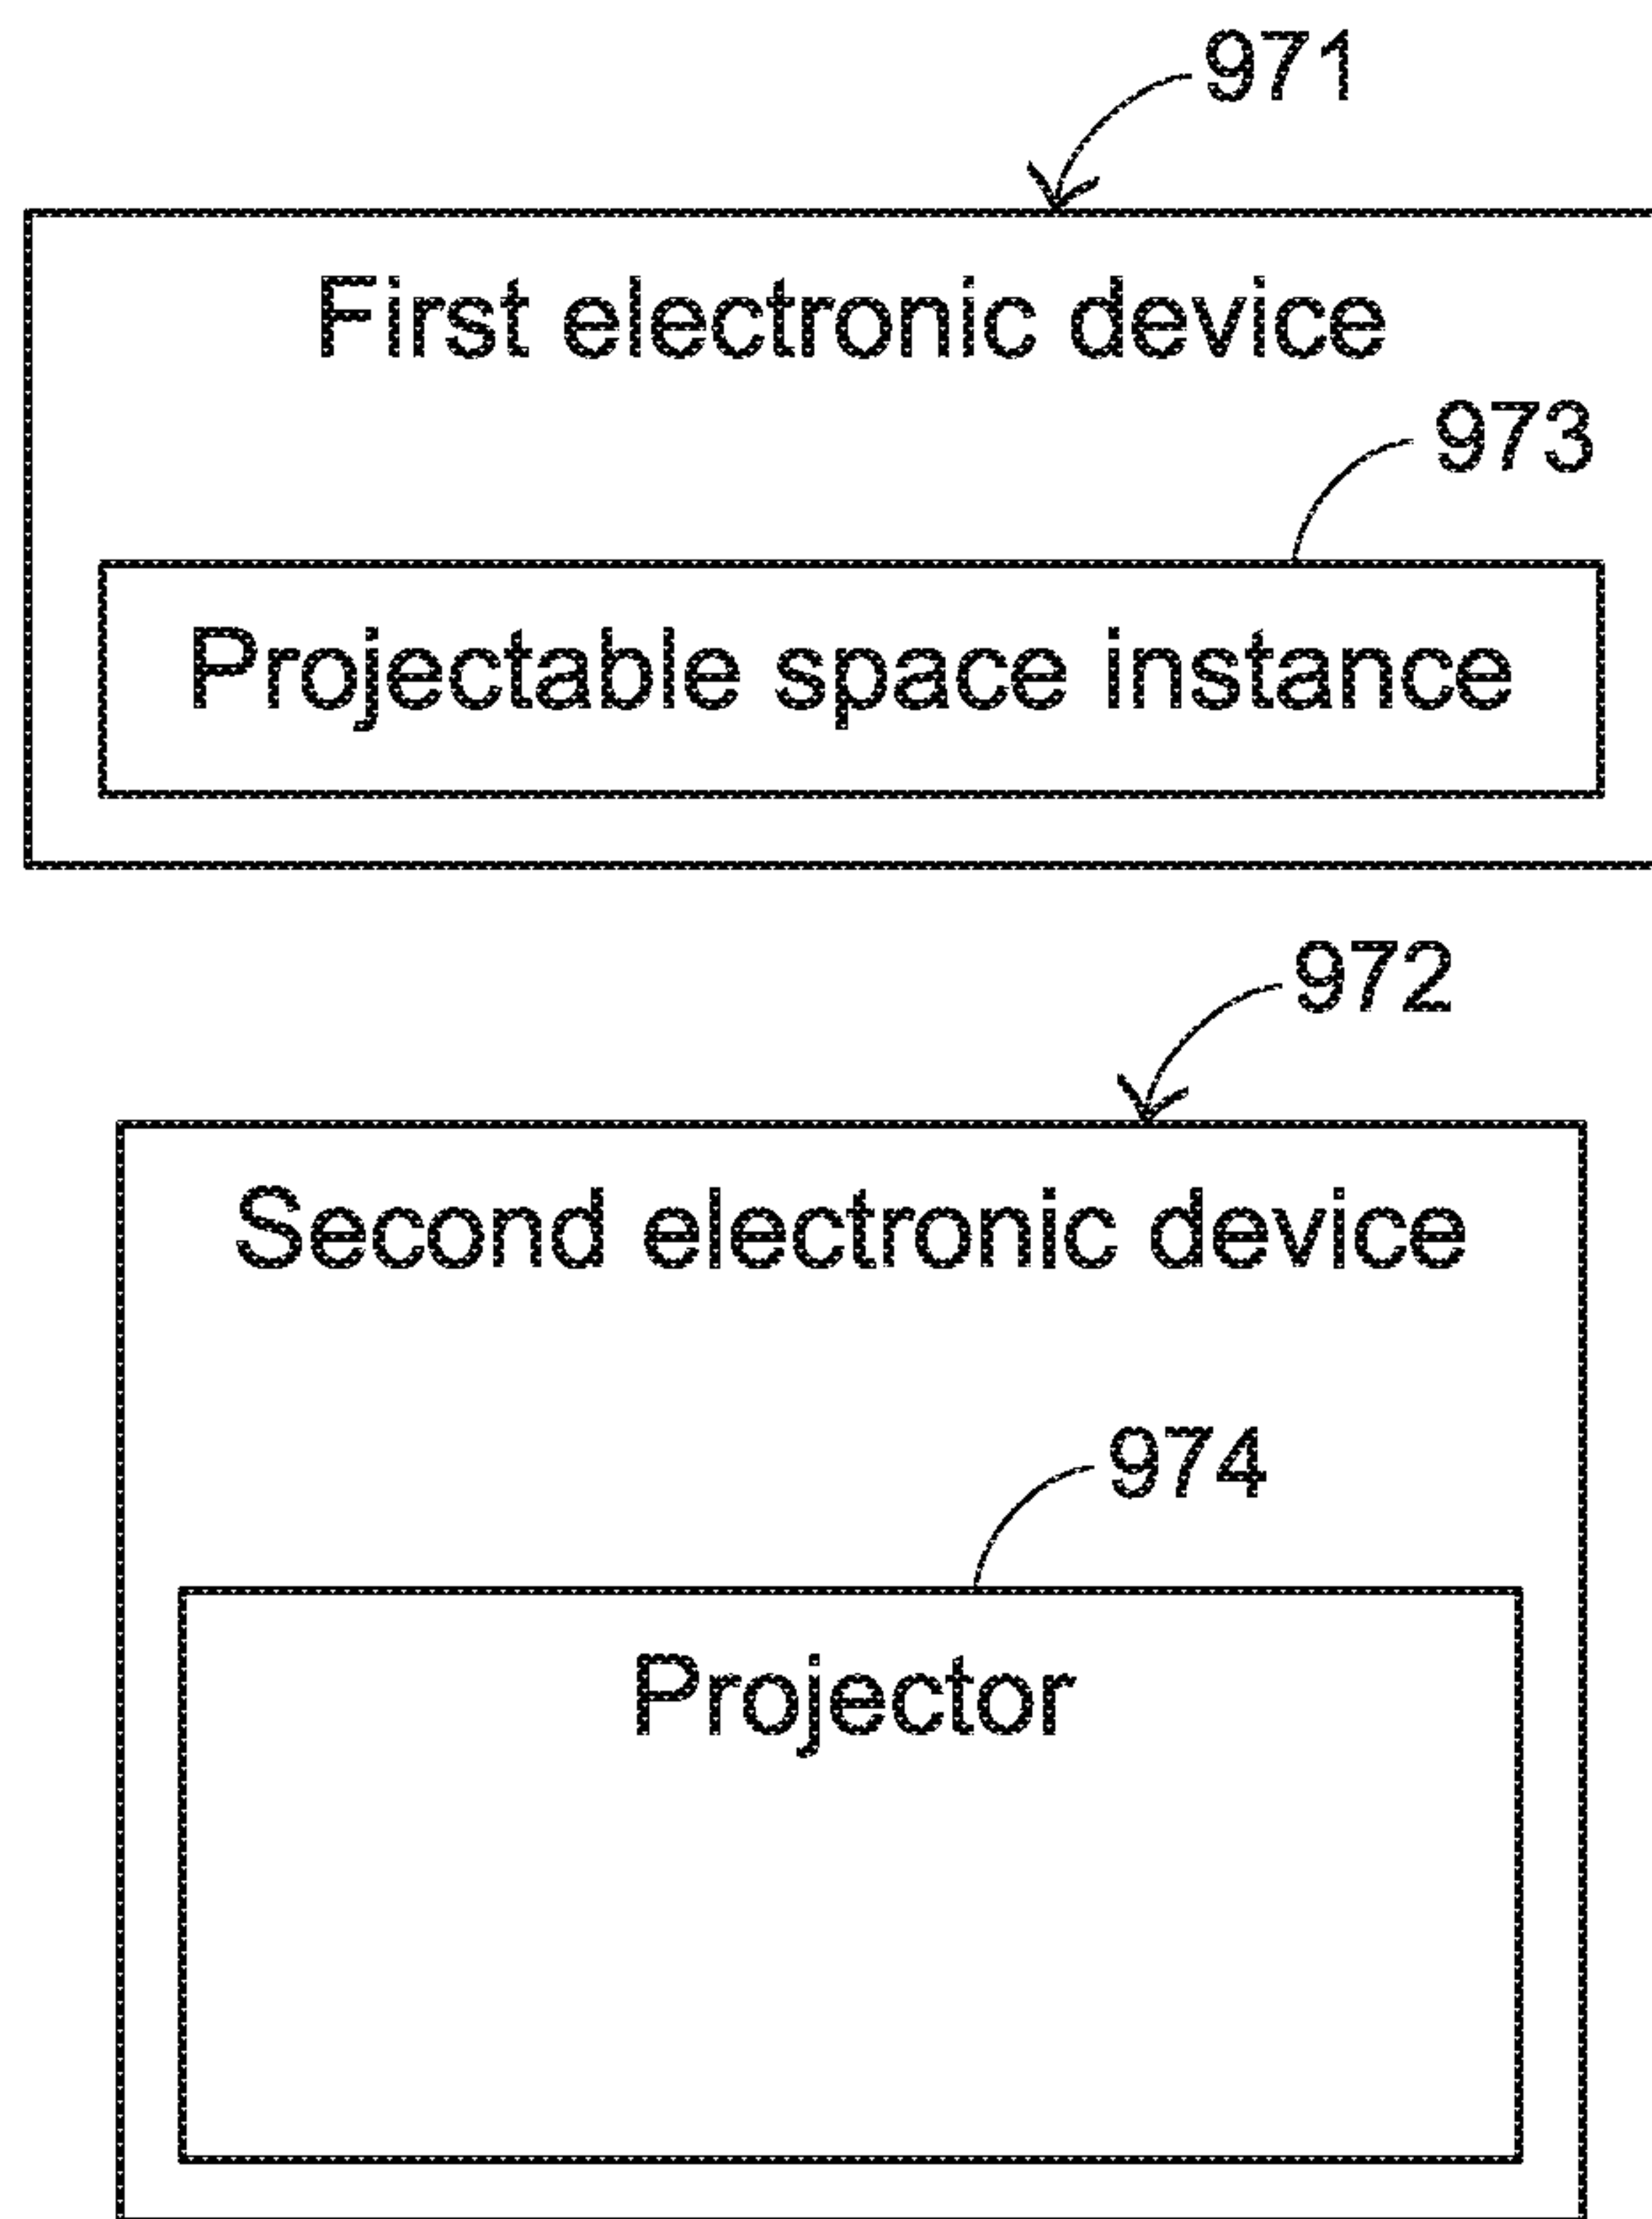 971
First electronic device
973
Projectable space instance
972
Second electronic device
974
Projector